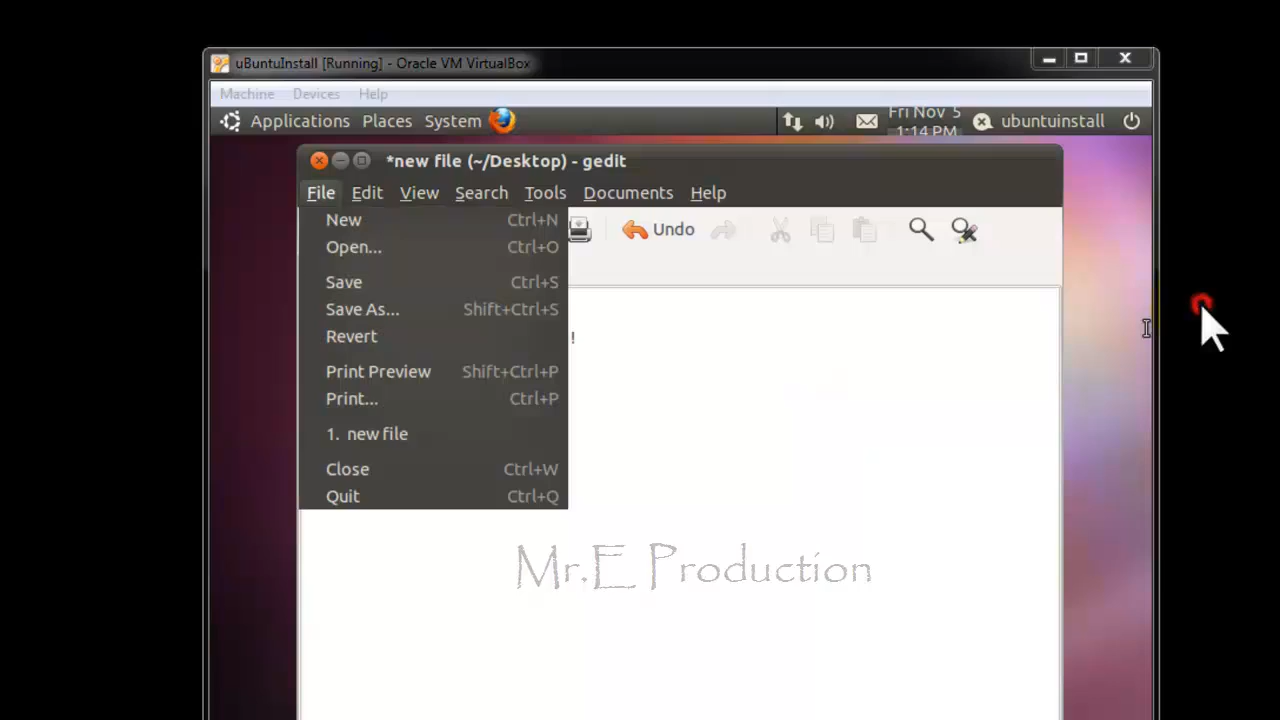 uBuntuInstall [Running] - Oracle VM VirtualBox
Machine Devices Help
Applications Places System Fri Nov 5 1:14 PM ubuntuinstall
*new file (~/Desktop) - gedit
File Edit View Search Tools Documents Help
New Ctrl+N
Undo
Open... Ctrl+O
Save Ctrl+S
Save As... Shift+Ctrl+S
Revert
!
Print Preview Shift+Ctrl+P
Print... Ctrl+P
1. new file
Close Ctrl+W
Quit Ctrl+Q
Mr.E Production